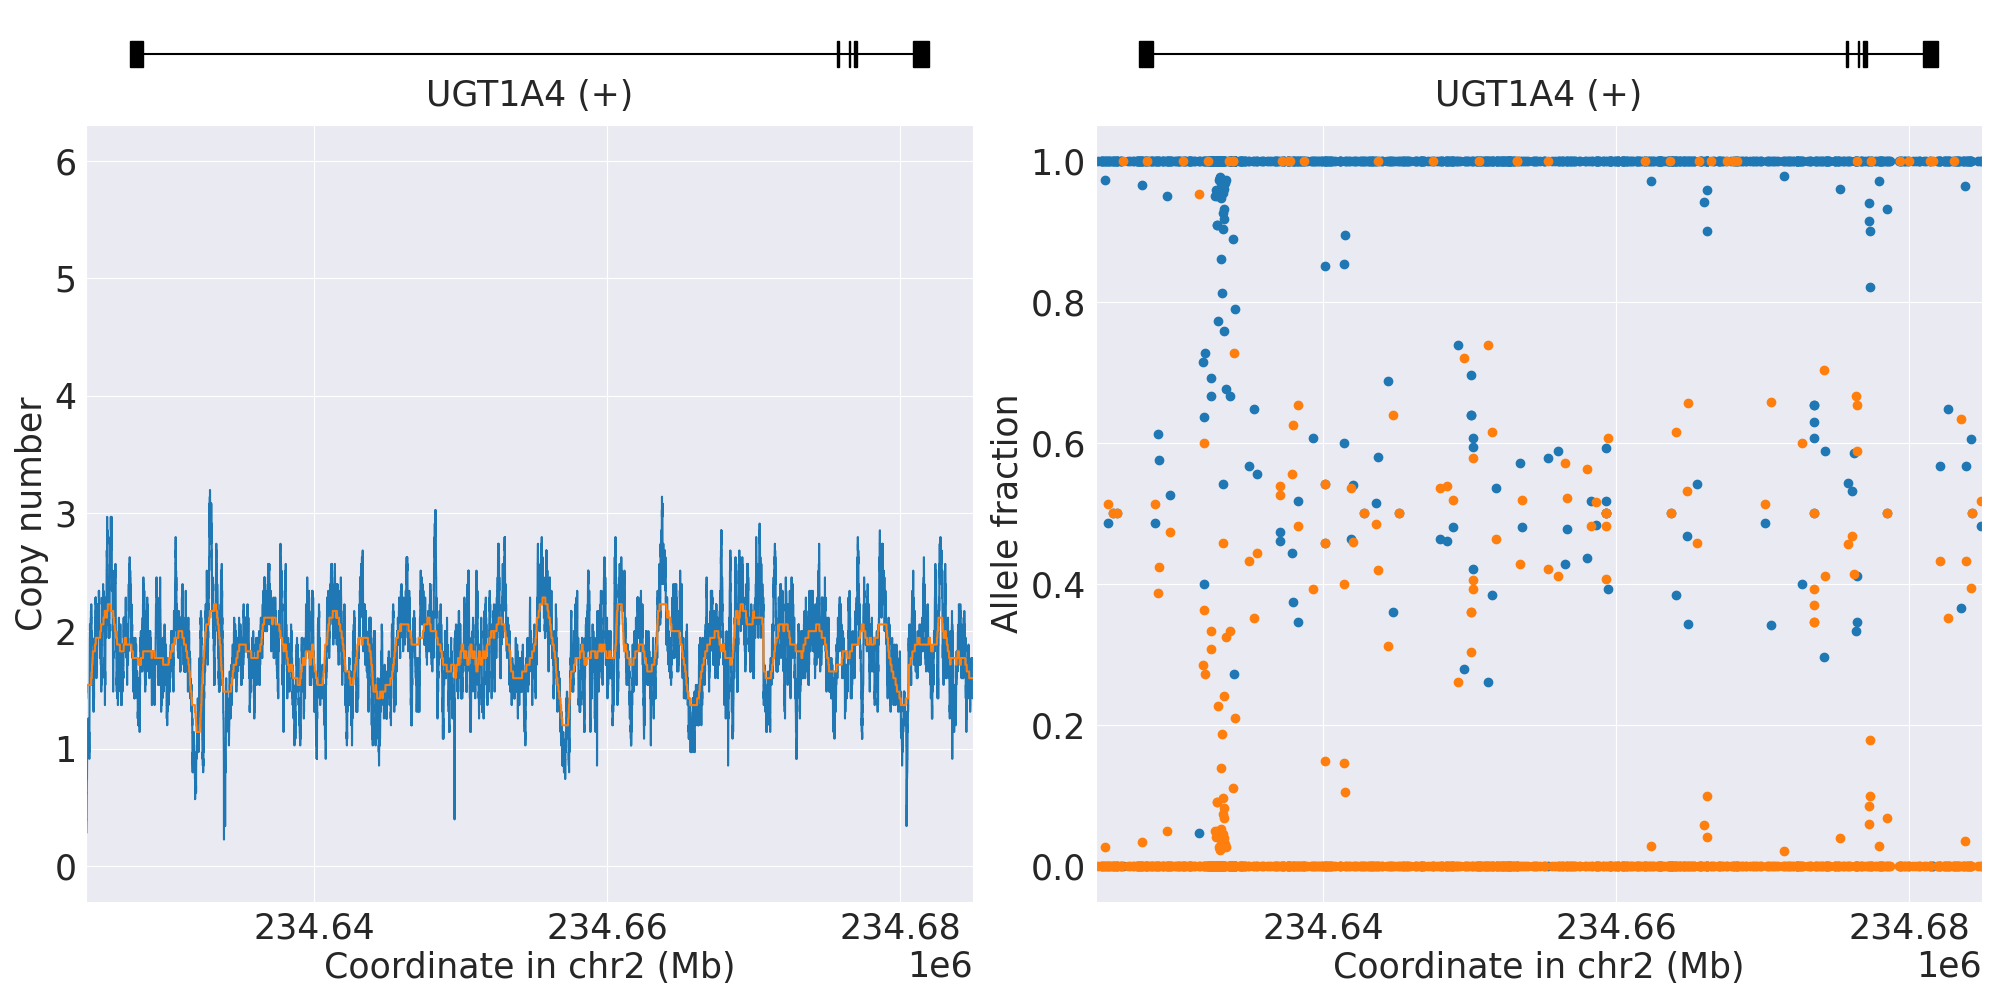 UGT1A4 (+)
6
5
4
3
2
1
0
Copy number
234.64 234.66 234.68
1e6
Coordinate in chr2 (Mb)
UGT1A4 (+)
1.0
0.8
0.6
0.4
0.2
0.0
Allele fraction
234.64 234.66 234.68
1e6
Coordinate in chr2 (Mb)